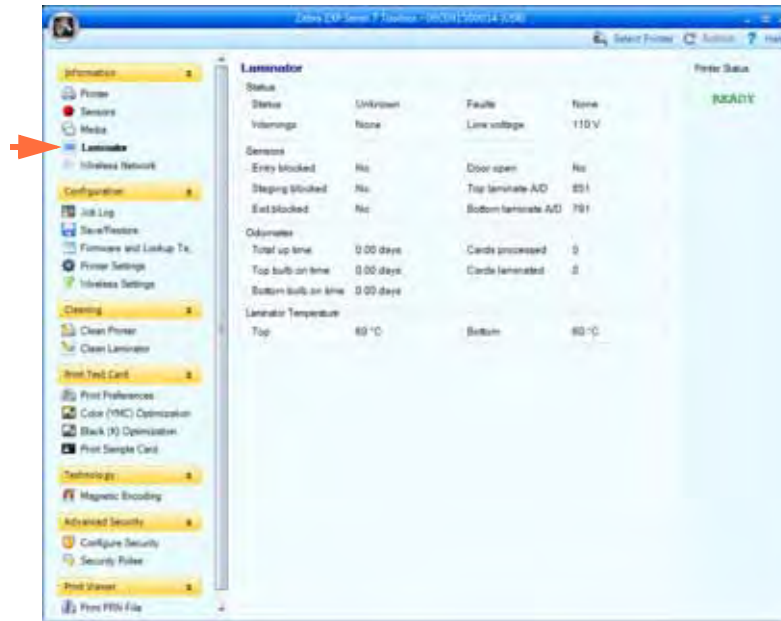 Zebra ZXP Series 7 Toolbox -
Select Printer Refresh ? 
Information
Printer
Sensors
Media
Laminator
Wireless Network
Configuration
Job Log
Save/Restore
Firmware and Lookup Ta..
Printer Settings
Wireless Settings
Cleaning
Clean Printer
Clean Laminator
Print Test Card
Print Preferences
Color (YMC) Optimization
Black (K) Optimization
Print Sample Card
Technology
Magnetic Encoding
Advanced Security
Configure Security
Security Roles
Print Viewer
Print PRN File
Laminator
Status
Status Unknown Faults None
Warnings None Line voltage 110 V
Sensors
Entry blocked No Door open No
Staging blocked No Top laminate A/D 851
Exit blocked No Bottom laminate A/D 791
Odometer
Total up time 0.00 days Cards processed 0
Top bulb on time 0.00 days Cards laminated 0
Bottom bulb on time 0.00 days
Laminator Temperature
Top 60 °C Bottom 60 °C
Printer Status
READY